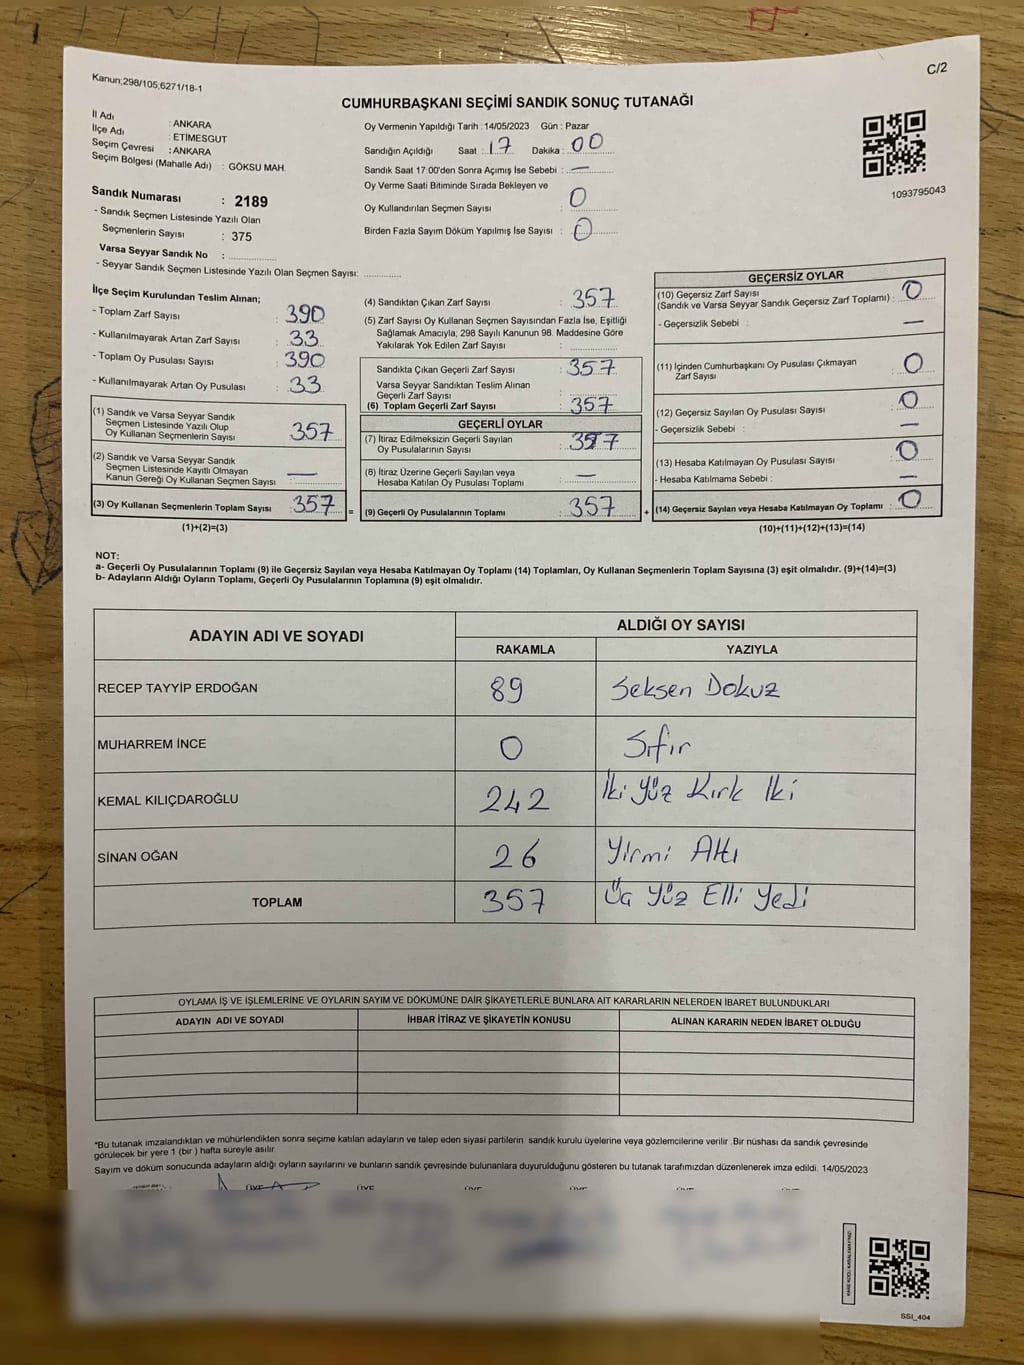 Kanun;298/105,6271/18-1
C/2
CUMHURBAŞKANI SEÇİMİ SANDIK SONUÇ TUTANAĞI
İl Adı : ANKARA
İlçe Adı : ETİMESGUT
Seçim Çevresi : ANKARA
Seçim Bölgesi (Mahalle Adı) : GÖKSU MAH.
Sandık Numarası : 2189
- Sandık Seçmen Listesinde Yazılı Olan
Seçmenlerin Sayısı : 375
Varsa Seyyar Sandık No :
- Seyyar Sandık Seçmen Listesinde Yazılı Olan Seçmen Sayısı:
Oy Vermenin Yapıldığı Tarih :14/05/2023 Gün : Pazar
Sandığın Açıldığı Saat : 17 Dakika : 00
Sandık Saat 17:00'den Sonra Açımış İse Sebebi : —
Oy Verme Saati Bitiminde Sırada Bekleyen ve
Oy Kullandırılan Seçmen Sayısı : 0
Birden Fazla Sayım Döküm Yapılmış İse Sayısı : 0
1093795043
İlçe Seçim Kurulundan Teslim Alınan;
- Toplam Zarf Sayısı : 390
- Kullanılmayarak Artan Zarf Sayısı : 33
- Toplam Oy Pusulası Sayısı : 390
- Kullanılmayarak Artan Oy Pusulası : 33
(1) Sandık ve Varsa Seyyar Sandık
Seçmen Listesinde Yazılı Olup
Oy Kullanan Seçmenlerin Sayısı : 357
(2) Sandık ve Varsa Seyyar Sandık
Seçmen Listesinde Kayıtlı Olmayan
Kanun Gereği Oy Kullanan Seçmen Sayısı : —
(3) Oy Kullanan Seçmenlerin Toplam Sayısı : 357 =
(1)+(2)=(3)
(4) Sandıktan Çıkan Zarf Sayısı : 357
(5) Zarf Sayısı Oy Kullanan Seçmen Sayısından Fazla İse, Eşitliği
Sağlamak Amacıyla; 298 Sayılı Kanunun 98. Maddesine Göre
Yakılarak Yok Edilen Zarf Sayısı :
Sandıkta Çıkan Geçerli Zarf Sayısı : 357
Varsa Seyyar Sandıktan Teslim Alınan
Geçerli Zarf Sayısı :
(6) Toplam Geçerli Zarf Sayısı : 357
GEÇERLİ OYLAR
(7) İtiraz Edilmeksizin Geçerli Sayılan
Oy Pusulalarının Sayısı : 357
(8) İtiraz Üzerine Geçerli Sayılan veya
Hesaba Katılan Oy Pusulası Toplamı : —
(9) Geçerli Oy Pusulalarının Toplamı : 357 +
GEÇERSİZ OYLAR
(10) Geçersiz Zarf Sayısı
(Sandık ve Varsa Seyyar Sandık Geçersiz Zarf Toplamı) : 0
- Geçersizlik Sebebi : —
(11) İçinden Cumhurbaşkanı Oy Pusulası Çıkmayan
Zarf Sayısı : 0
(12) Geçersiz Sayılan Oy Pusulası Sayısı : 0
- Geçersizlik Sebebi : —
(13) Hesaba Katılmayan Oy Pusulası Sayısı : 0
- Hesaba Katılmama Sebebi : —
(14) Geçersiz Sayılan veya Hesaba Katılmayan Oy Toplamı : 0
(10)+(11)+(12)+(13)=(14)
NOT:
a- Geçerli Oy Pusulalarının Toplamı (9) ile Geçersiz Sayılan veya Hesaba Katılmayan Oy Toplamı (14) Toplamları, Oy Kullanan Seçmenlerin Toplam Sayısına (3) eşit olmalıdır. (9)+(14)=(3)
b- Adayların Aldığı Oyların Toplamı, Geçerli Oy Pusulalarının Toplamına (9) eşit olmalıdır.
ADAYIN ADI VE SOYADI ALDIĞI OY SAYISI
RAKAMLA YAZIYLA
RECEP TAYYİP ERDOĞAN 89 Seksen Dokuz
MUHARREM İNCE 0 Sıfır
KEMAL KILIÇDAROĞLU 242 İki Yüz Kırk İki
SİNAN OĞAN 26 Yirmi Altı
TOPLAM 357 Üç Yüz Elli Yedi
OYLAMA İŞ VE İŞLEMLERİNE VE OYLARIN SAYIM VE DÖKÜMÜNE DAİR ŞİKAYETLERLE BUNLARA AİT KARARLARIN NELERDEN İBARET BULUNDUKLARI
ADAYIN ADI VE SOYADI İHBAR İTİRAZ VE ŞİKAYETİN KONUSU ALINAN KARARIN NEDEN İBARET OLDUĞU
*Bu tutanak imzalandıktan ve mühürlendikten sonra seçime katılan adayların ve talep eden siyasi partilerin sandık kurulu üyelerine veya gözlemcilerine verilir .Bir nüshası da sandık çevresinde
görülecek bir yere 1 (bir ) hafta süreyle asılır.
Sayım ve döküm sonucunda adayların aldığı oyların sayılarını ve bunların sandık çevresinde bulunanlara duyurulduğunu gösteren bu tutanak tarafımızdan düzenlenerek imza edildi. 14/05/2023
SSI_404